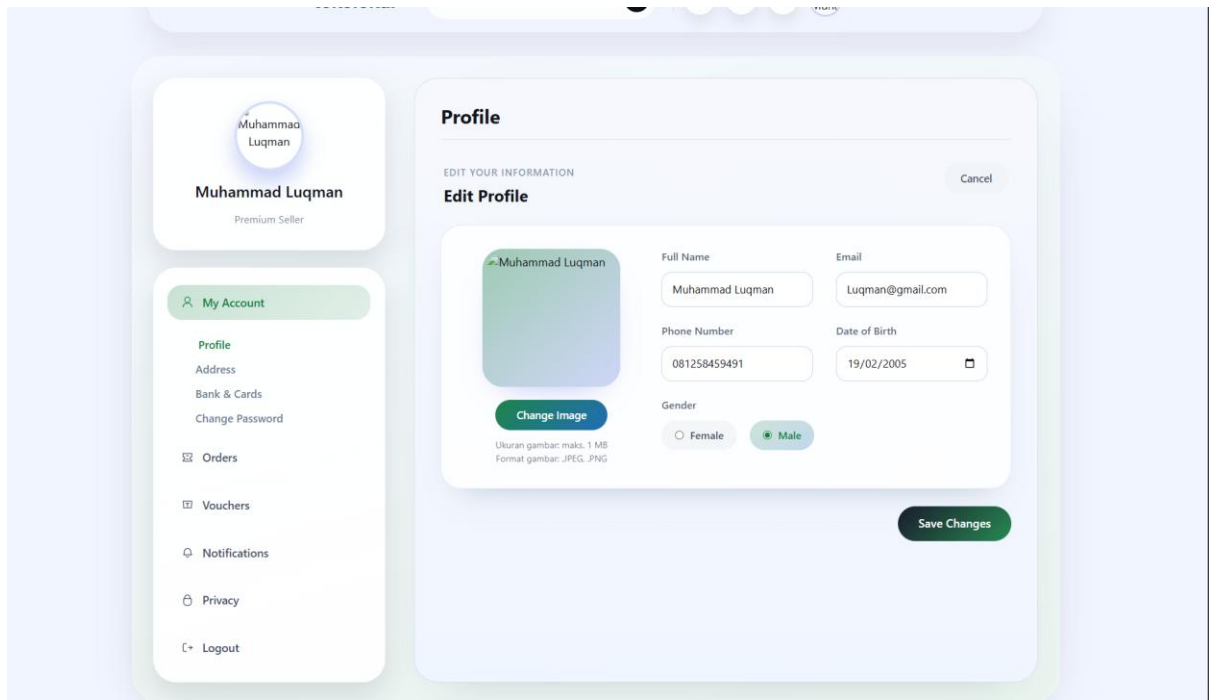 Muhammad
Luqman
Muhammad Luqman
Premium Seller
My Account
Profile
Address
Bank & Cards
Change Password
Orders
Vouchers
Notifications
Privacy
Logout
Profile
EDIT YOUR INFORMATION
Edit Profile
Cancel
Muhammad Luqman
Change Image
Ukuran gambar: maks. 1 MB
Format gambar: .JPEG, .PNG
Full Name
Email
Muhammad Luqman
Luqman@gmail.com
Phone Number
Date of Birth
081258459491
19/02/2005
Gender
Female
Male
Save Changes